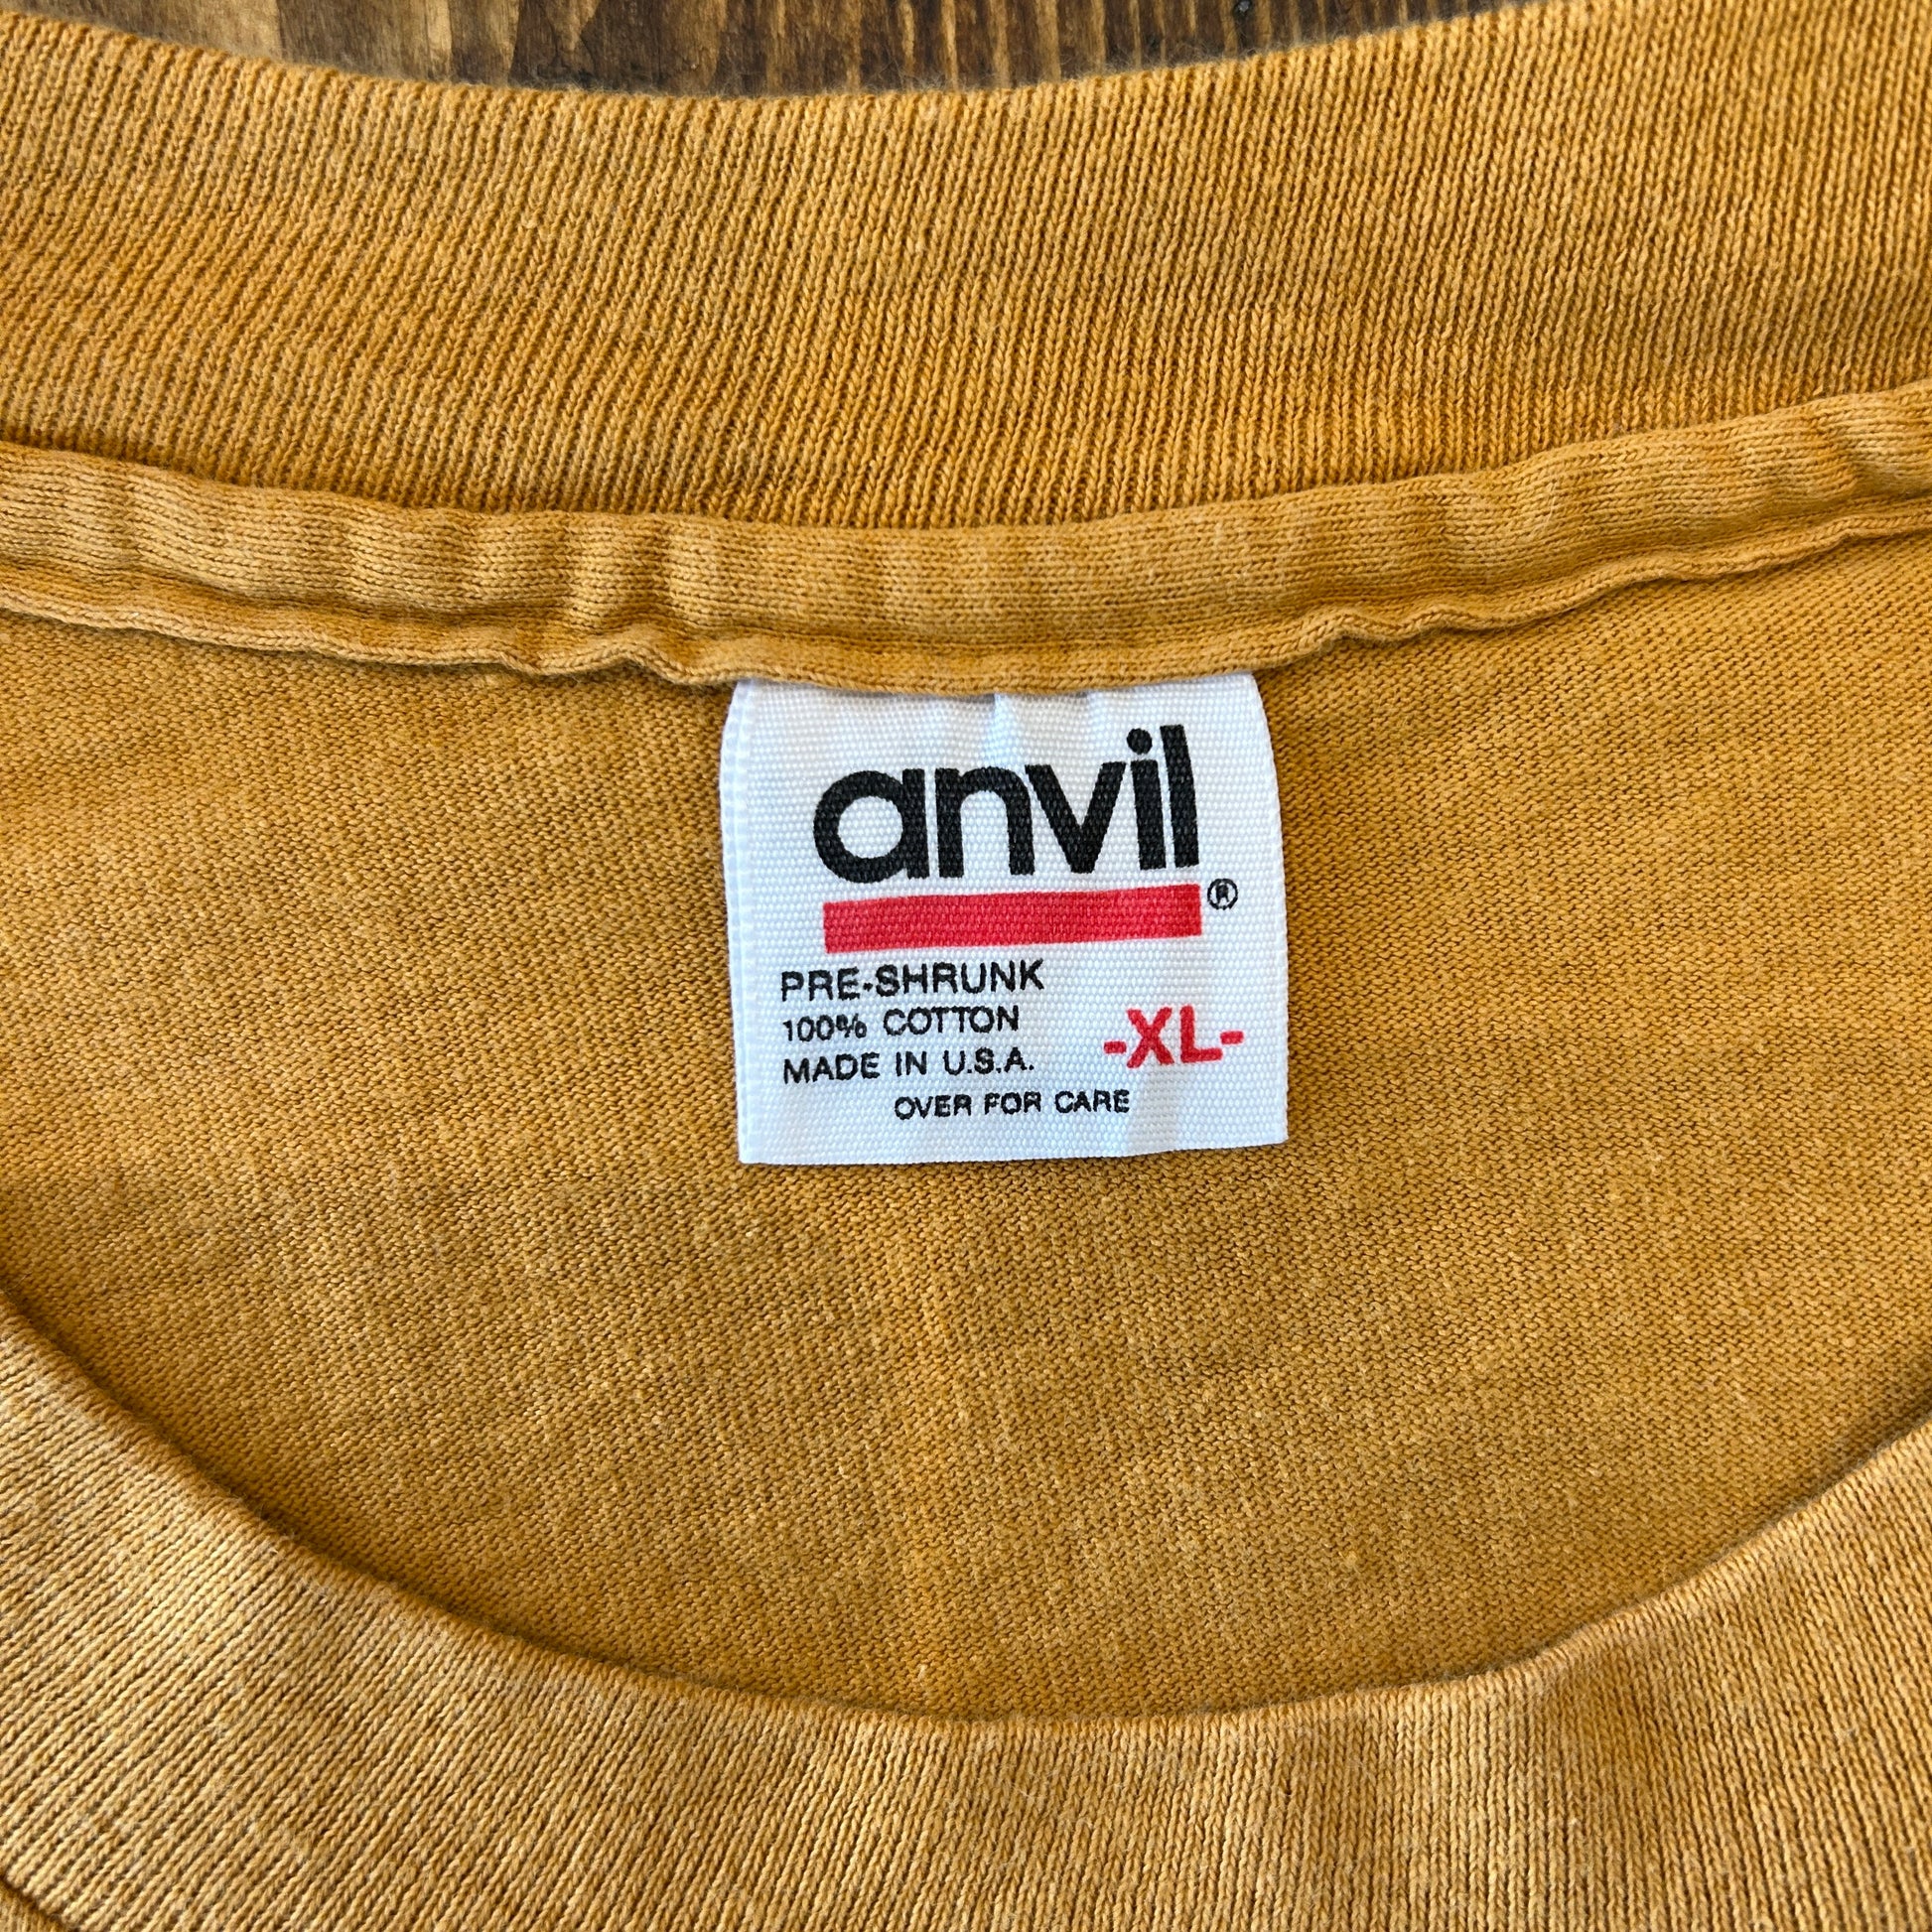 anvil®
PRE-SHRUNK
100% COTTON
MADE IN U.S.A.
-XL-
OVER FOR CARE